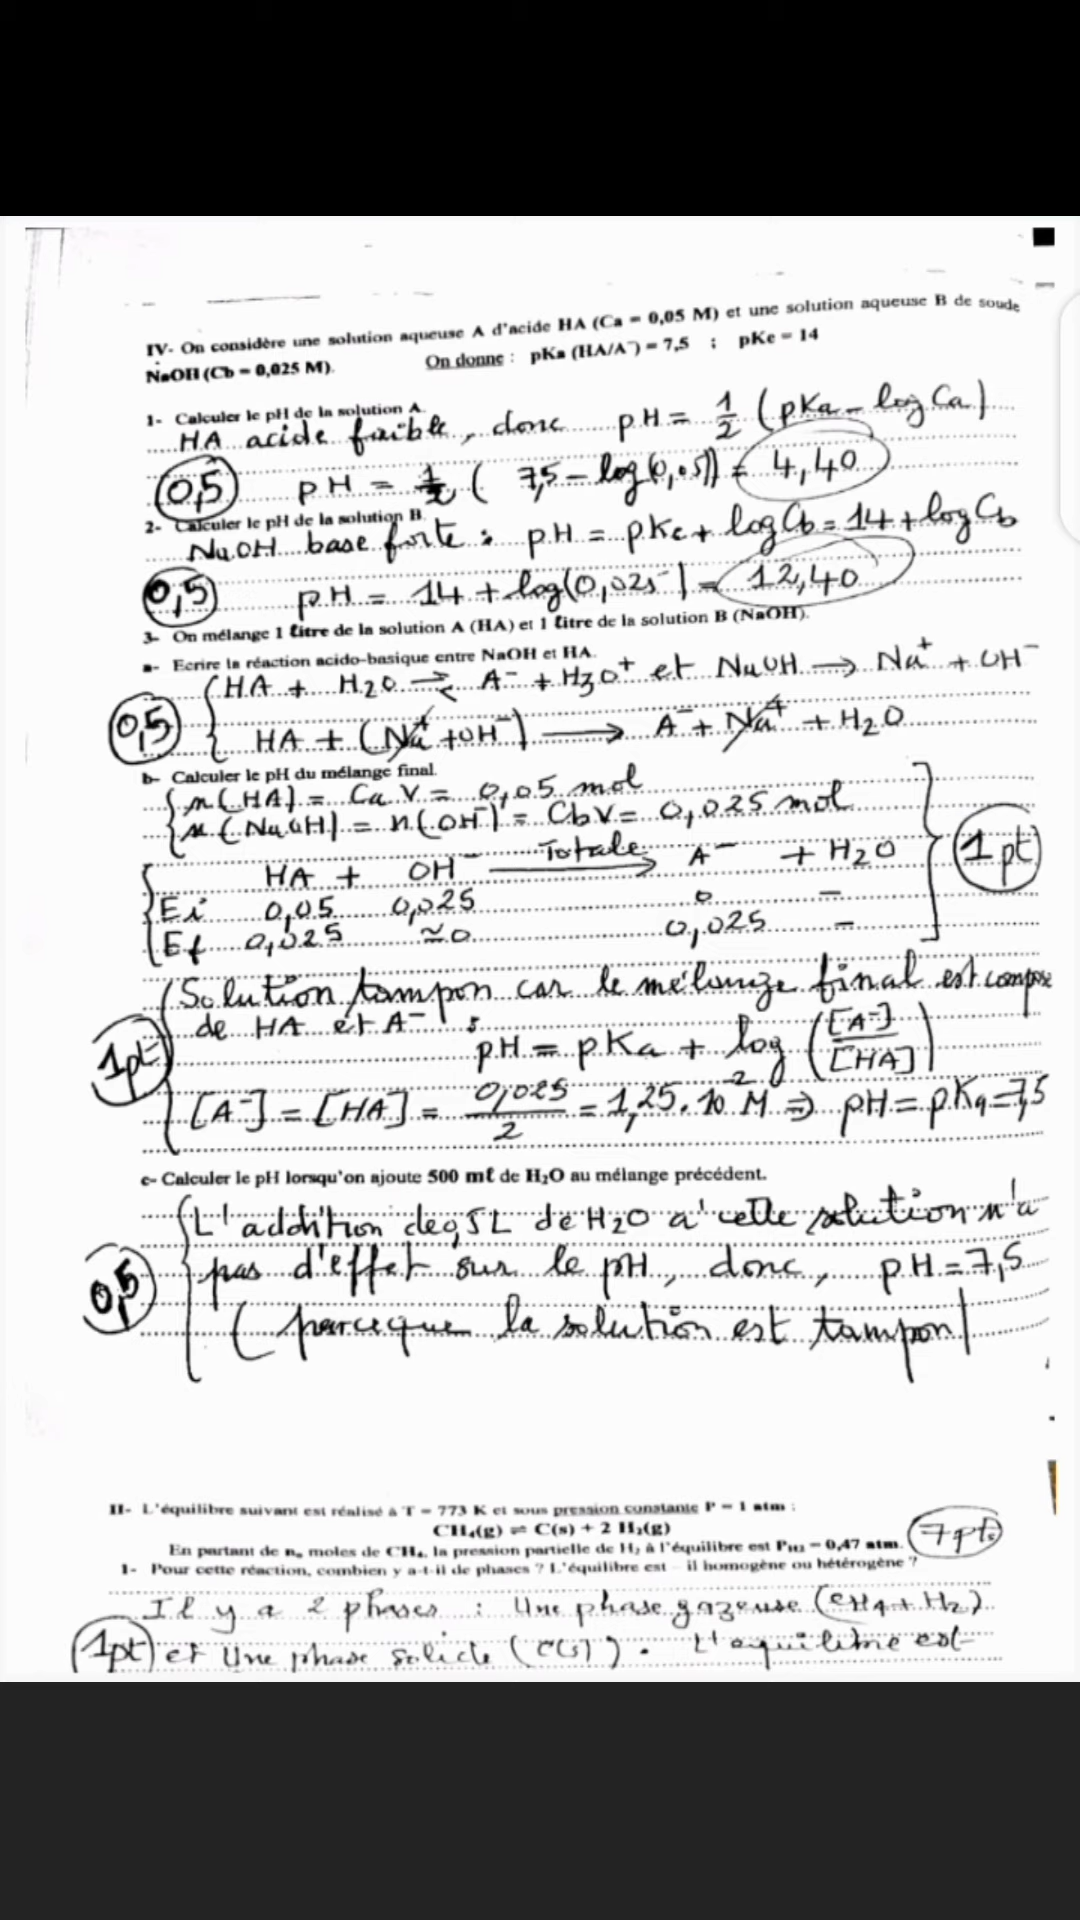 IV- On considère une solution aqueuse A d'acide HA (Ca = 0,05 M) et une solution aqueuse B de soude
NaOH (Cb = 0,025 M). On donne : pKa (HA/A⁻) = 7,5 ; pKe = 14
1- Calculer le pH de la solution A.
HA acide faible, donc pH = 1/2 (pKa - log Ca)
0,5 pH = 1/2 ( 7,5 - log(0,05)) = 4,40
2- Calculer le pH de la solution B.
NaOH base forte : pH = pKe + log Cb = 14 + log Cb
0,5 pH = 14 + log(0,025) = 12,40
3- On mélange 1 litre de la solution A (HA) et 1 litre de la solution B (NaOH).
a- Ecrire la réaction acido-basique entre NaOH et HA.
HA + H2O ⇌ A⁻ + H3O⁺ et NaOH → Na⁺ + OH⁻
0,5 HA + (Na⁺ + OH⁻) → A⁻ + Na⁺ + H2O
b- Calculer le pH du mélange final.
n(HA) = Ca V = 0,05 mol
n(NaOH) = n(OH⁻) = Cb V = 0,025 mol
HA + OH⁻ Totale → A⁻ + H2O 1 pt
Ei 0,05 0,025 0 -
Ef 0,025 ≈0 0,025 -
Solution tampon car le mélange final est compose
de HA et A⁻ :
1pt pH = pKa + log ([A⁻]/[HA])
[A⁻] = [HA] = 0,025/2 = 1,25.10⁻² M ⇒ pH = pKa = 7,5
c- Calculer le pH lorsqu'on ajoute 500 mℓ de H₂O au mélange précédent.
L'addition de 0,5 L de H2O a' cette solution n'a
0,5 pas d'effet sur le pH, donc, pH = 7,5
( parceque la solution est tampon)
II- L'équilibre suivant est réalisé à T = 773 K et sous pression constante P = 1 atm :
CH₄(g) ⇌ C(s) + 2 H₂(g)
En partant de nₒ moles de CH₄, la pression partielle de H₂ à l'équilibre est P_H2 = 0,47 atm. 7 pts
1- Pour cette réaction, combien y a-t-il de phases ? L'équilibre est - il homogène ou hétérogène ?
Il y a 2 phases : Une phase gazeuse (CH4 + H2)
1pt et Une phase solide (C(s)). L'equilibre est